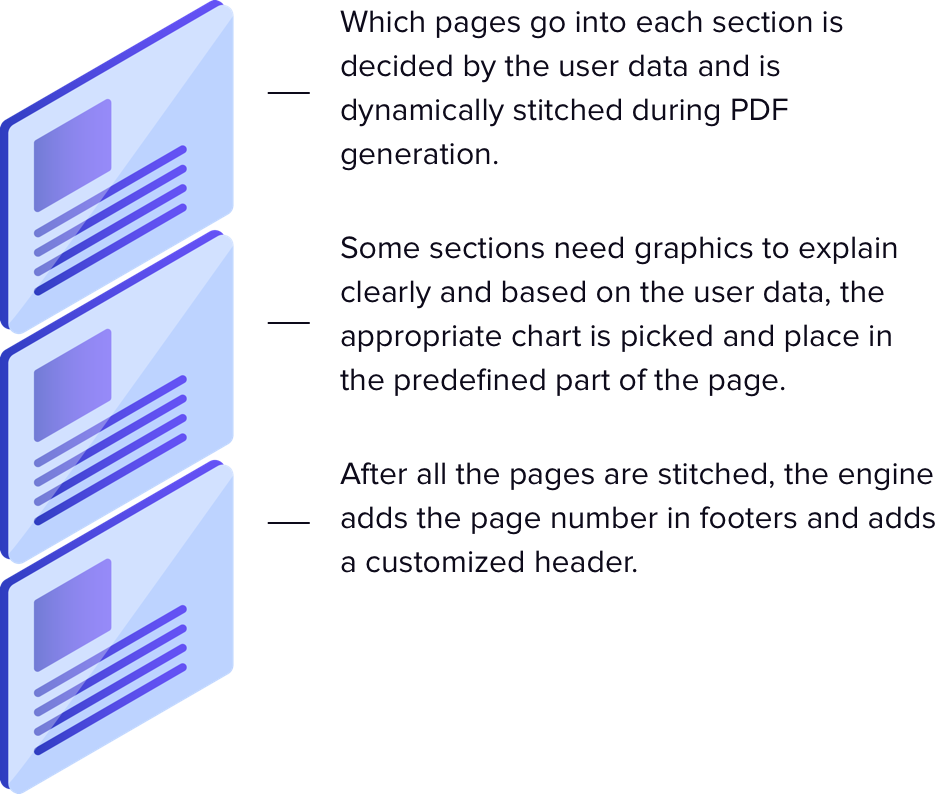 Which pages go into each section is
decided by the user data and is
dynamically stitched during PDF
generation.
Some sections need graphics to explain
clearly and based on the user data, the
appropriate chart is picked and place in
the predefined part of the page.
After all the pages are stitched, the engine
adds the page number in footers and adds
a customized header.